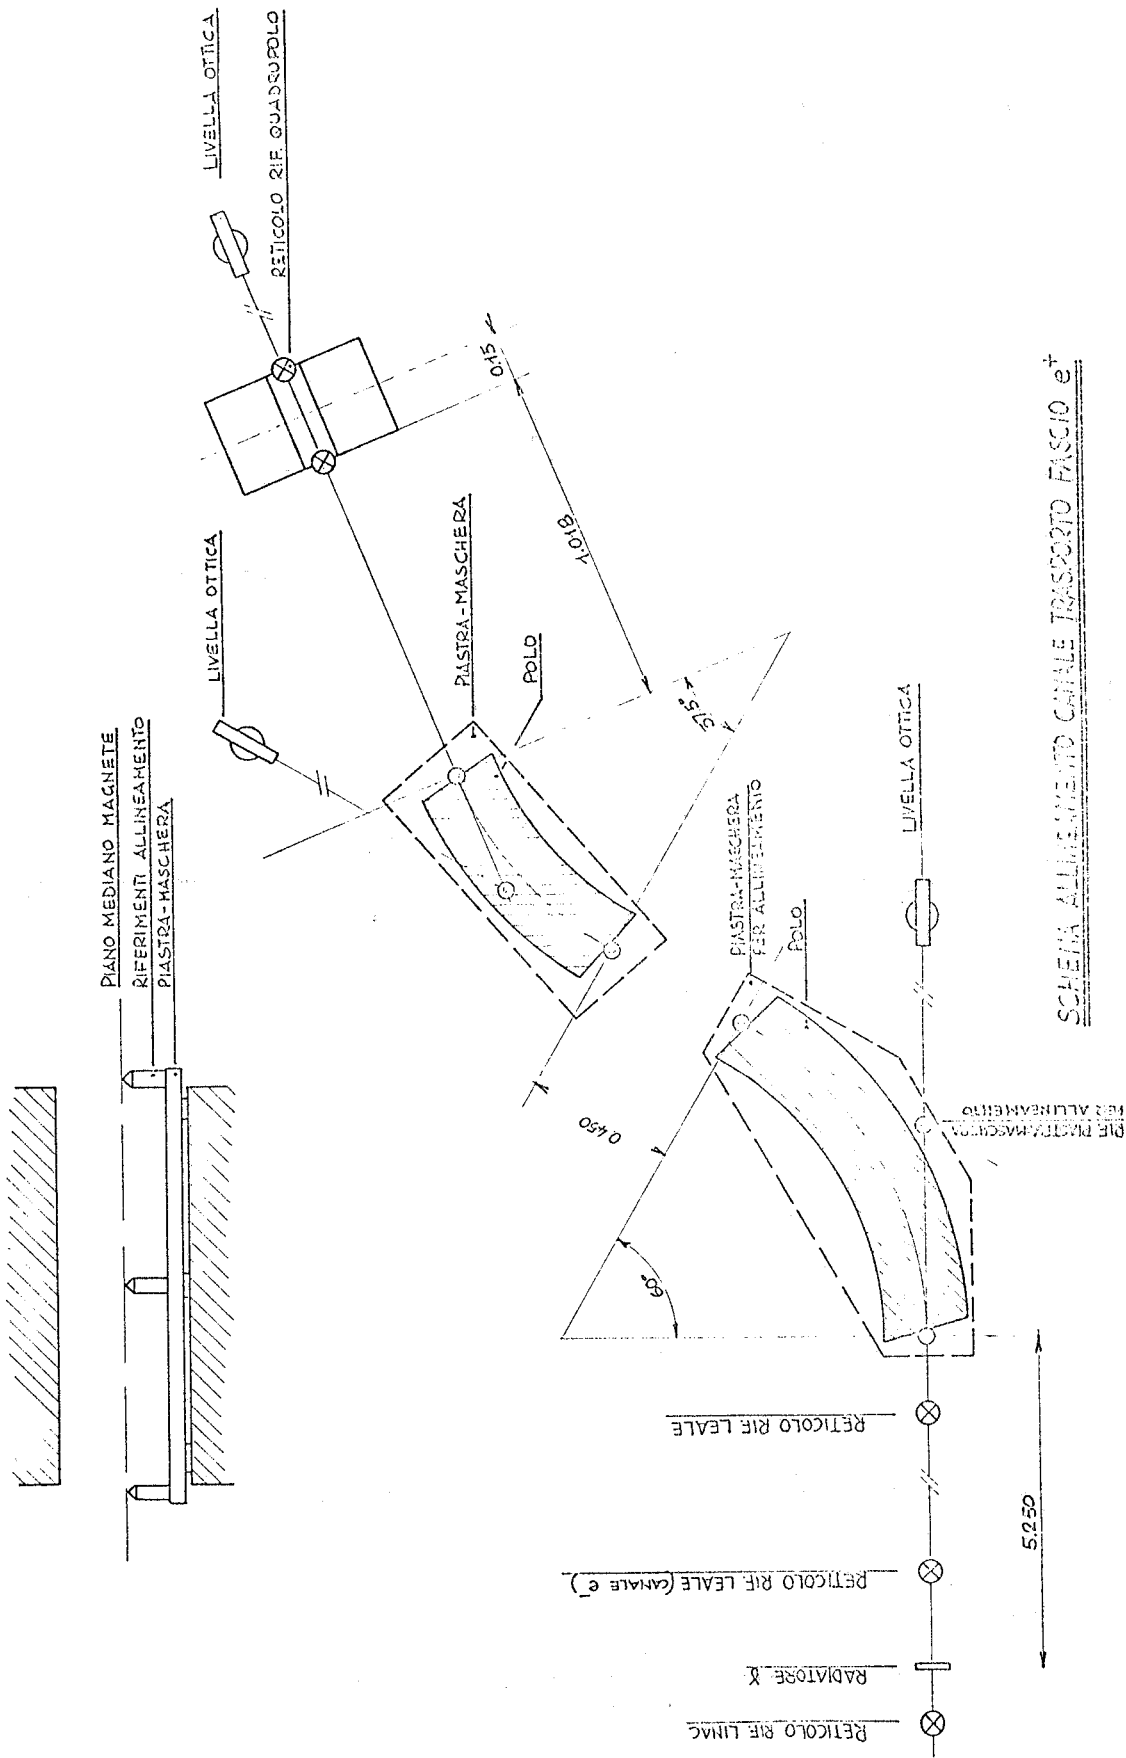 LIVELLA OTTICA
RETICOLO RIF. QUADRUPOLO
0.15
1.018
LIVELLA OTTICA
PIASTRA-MASCHERA
POLO
37.5°
PIANO MEDIANO MAGNETE
RIFERIMENTI ALLINEAMENTO
PIASTRA-MASCHERA
0.450
60°
PIASTRA-MASCHERA
PER ALLINEAMENTO
POLO
LIVELLA OTTICA
RIF. PIASTRA-MASCHERA
PER ALLINEAMENTO
RETICOLO RIF. LEALE
RETICOLO RIF. LEALE (CANALE e⁻)
RADIATORE γ
RETICOLO RIF. LINAC
5.250
SCHEMA ALLINEAMENTO CANALE TRASPORTO FASCIO e⁺